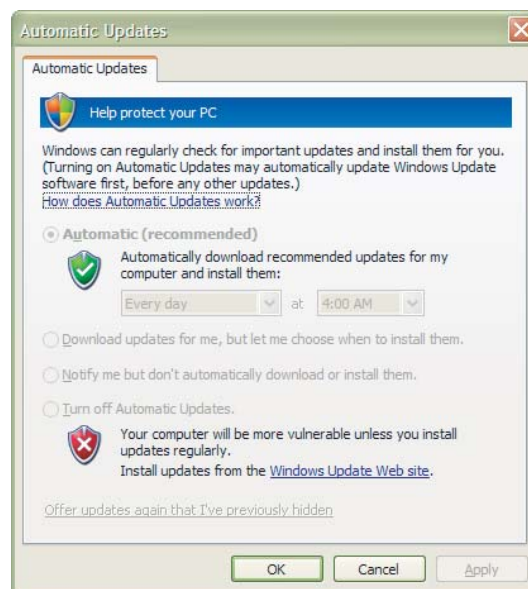 Automatic Updates
Automatic Updates
Help protect your PC
Windows can regularly check for important updates and install them for you.
(Turning on Automatic Updates may automatically update Windows Update
software first, before any other updates.)
How does Automatic Updates work?
Automatic (recommended)
Automatically download recommended updates for my
computer and install them:
Every day at 4:00 AM
Download updates for me, but let me choose when to install them.
Notify me but don't automatically download or install them.
Turn off Automatic Updates.
Your computer will be more vulnerable unless you install
updates regularly.
Install updates from the Windows Update Web site.
Offer updates again that I've previously hidden
OK Cancel Apply